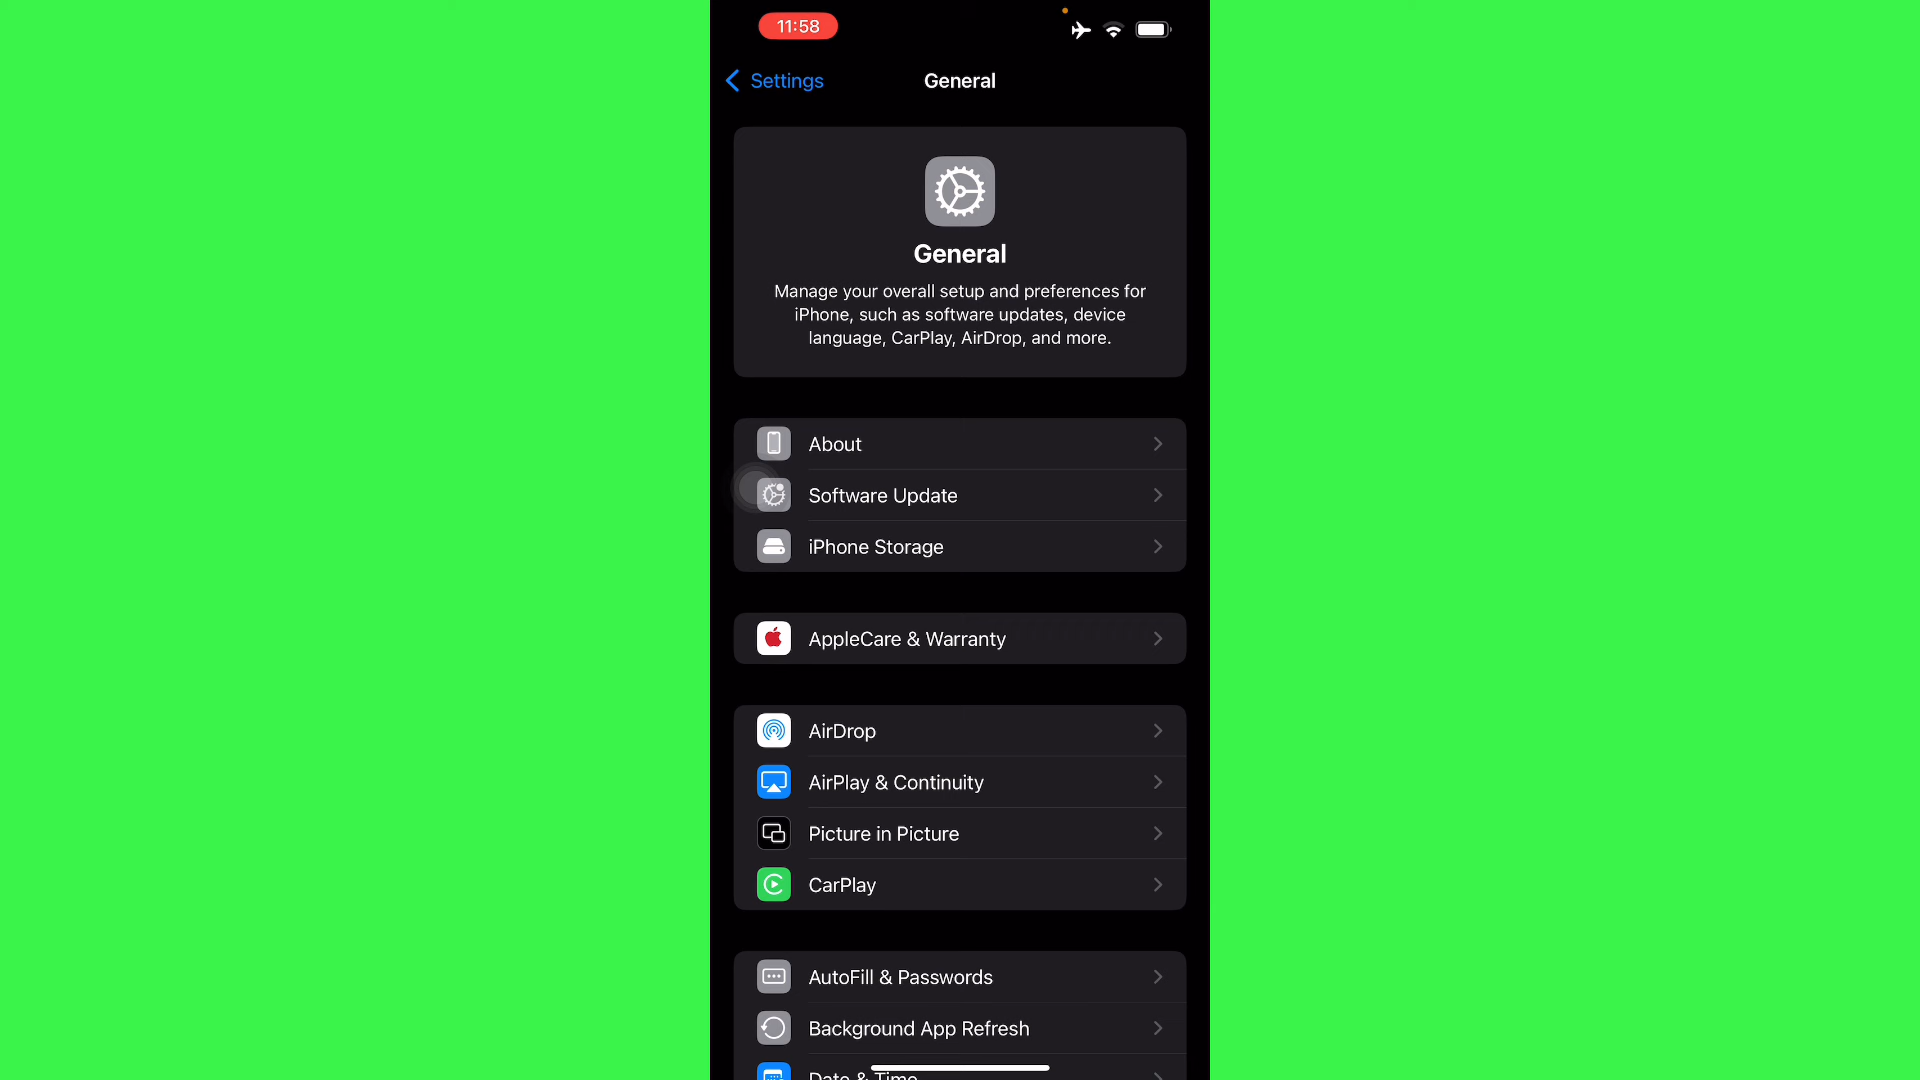 11:58
Settings
General
General
Manage your overall setup and preferences for
iPhone, such as software updates, device
language, CarPlay, AirDrop, and more.
About
Software Update
iPhone Storage
AppleCare & Warranty
AirDrop
AirPlay & Continuity
Picture in Picture
CarPlay
AutoFill & Passwords
Background App Refresh
Date & Time